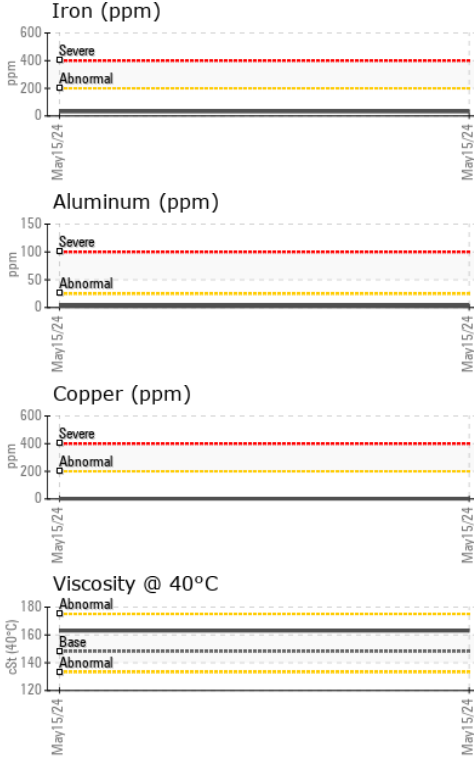 Iron (ppm)
600
Severe
400
Abnormal
200
0
ppm
May15/24
May15/24
Aluminum (ppm)
150
Severe
100
50
Abnormal
0
ppm
May15/24
May15/24
Copper (ppm)
600
Severe
400
Abnormal
200
0
ppm
May15/24
May15/24
Viscosity @ 40°C
180
Abnormal
160
Base
140
Abnormal
120
cSt (40°C)
May15/24
May15/24